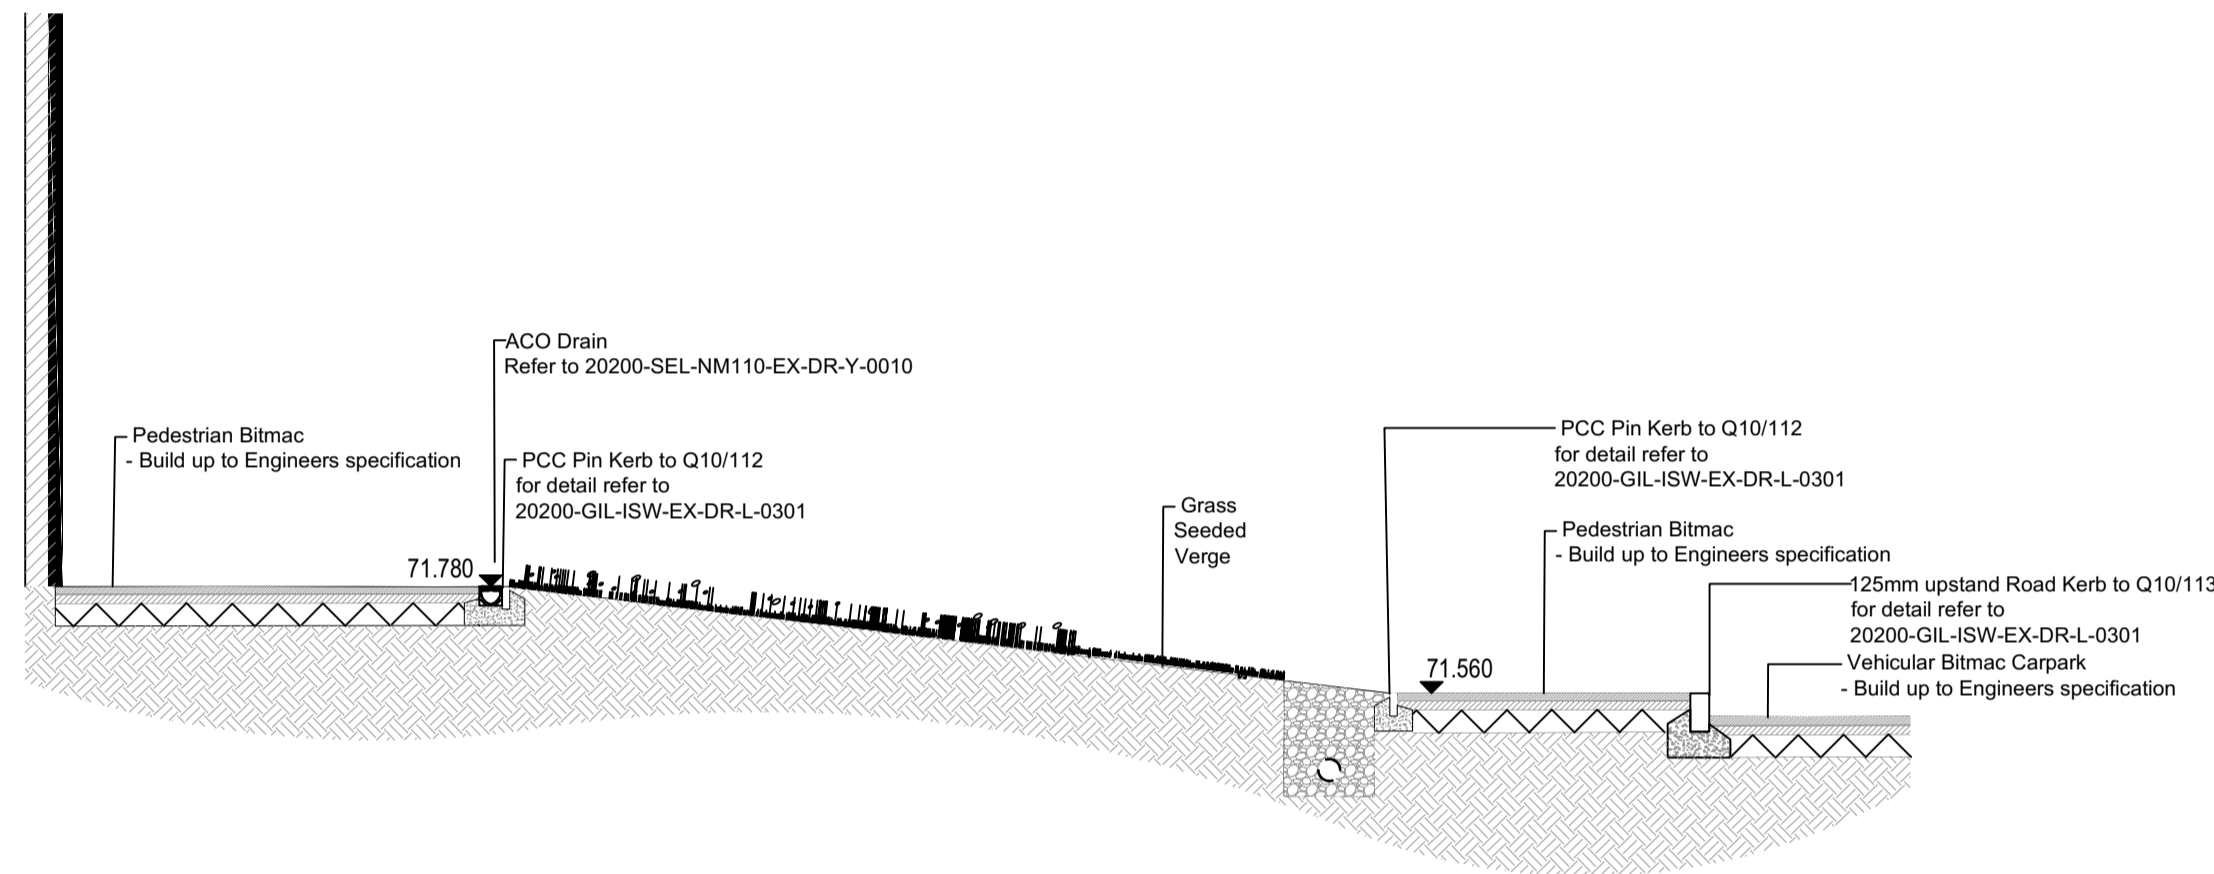 ACO Drain
Refer to 20200-SEL-NM110-EX-DR-Y-0010
Pedestrian Bitmac
- Build up to Engineers specification
PCC Pin Kerb to Q10/112
for detail refer to
20200-GIL-ISW-EX-DR-L-0301
71.780
Grass
Seeded
Verge
PCC Pin Kerb to Q10/112
for detail refer to
20200-GIL-ISW-EX-DR-L-0301
Pedestrian Bitmac
- Build up to Engineers specification
125mm upstand Road Kerb to Q10/113
for detail refer to
20200-GIL-ISW-EX-DR-L-0301
71.560
Vehicular Bitmac Carpark
- Build up to Engineers specification